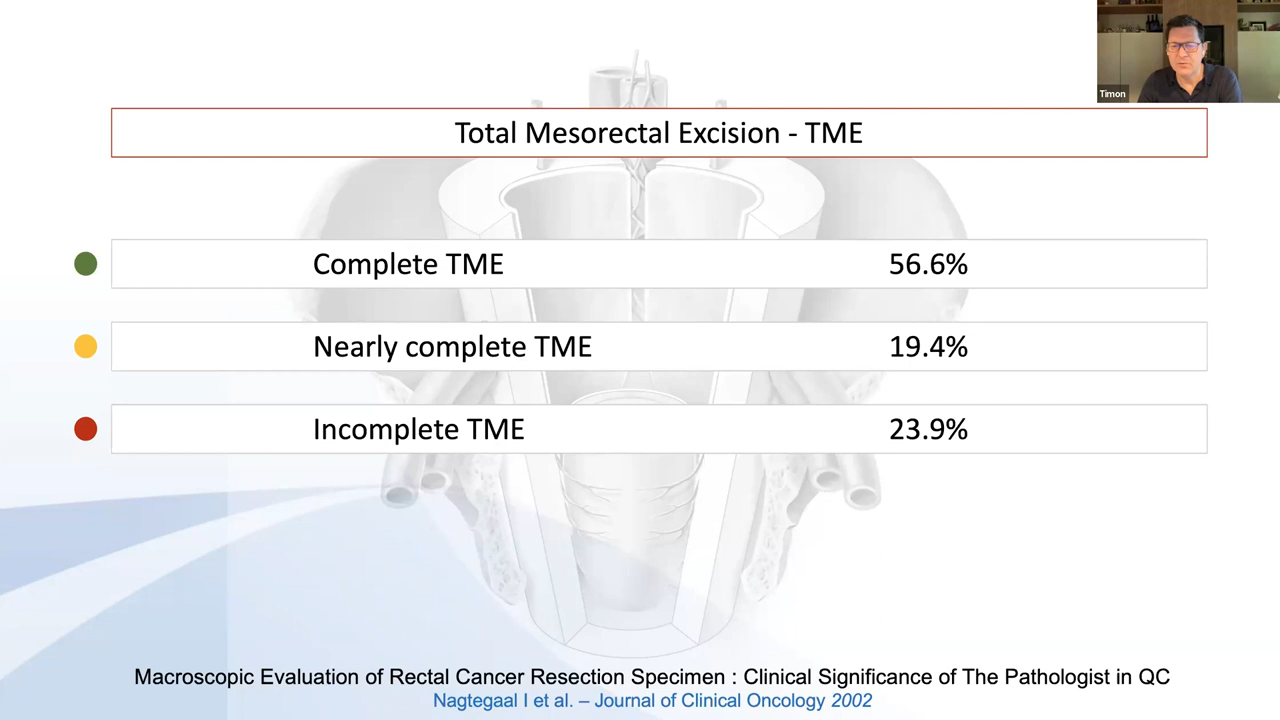 Timon
Total Mesorectal Excision - TME
Complete TME 56.6%
Nearly complete TME 19.4%
Incomplete TME 23.9%
Macroscopic Evaluation of Rectal Cancer Resection Specimen : Clinical Significance of The Pathologist in QC
Nagtegaal I et al. – Journal of Clinical Oncology 2002